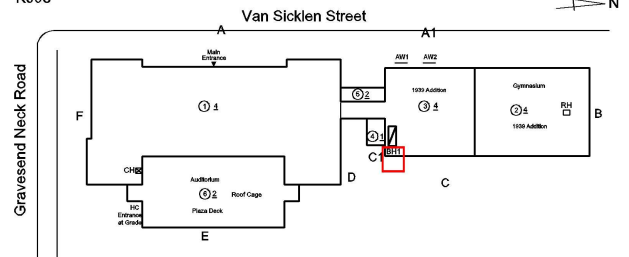 Van Sicklen Street
N
A
A1
Main
Entrance
AW1 AW2
Gravesend Neck Road
F
1 4
6 2
1939 Addition
3 4
Gymnasium
2 4
1939 Addition
RH
B
4 1
BH1
C1
C
D
CH
Auditorium
6 2 Roof Cage
Plaza Deck
HC
Entrance
at Grade
E